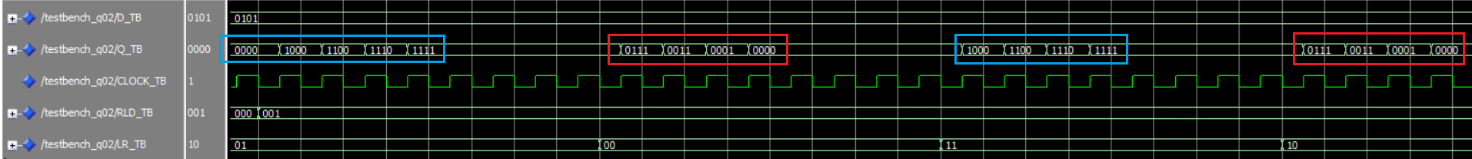 /testbench_q02/D_TB 0101 0101
/testbench_q02/Q_TB 0000 0000 1000 1100 1110 1111 0111 0011 0001 0000 1000 1100 1110 1111 0111 0011 0001 0000
/testbench_q02/CLOCK_TB 1
/testbench_q02/RLD_TB 001 000 001
/testbench_q02/LR_TB 10 01 00 11 10